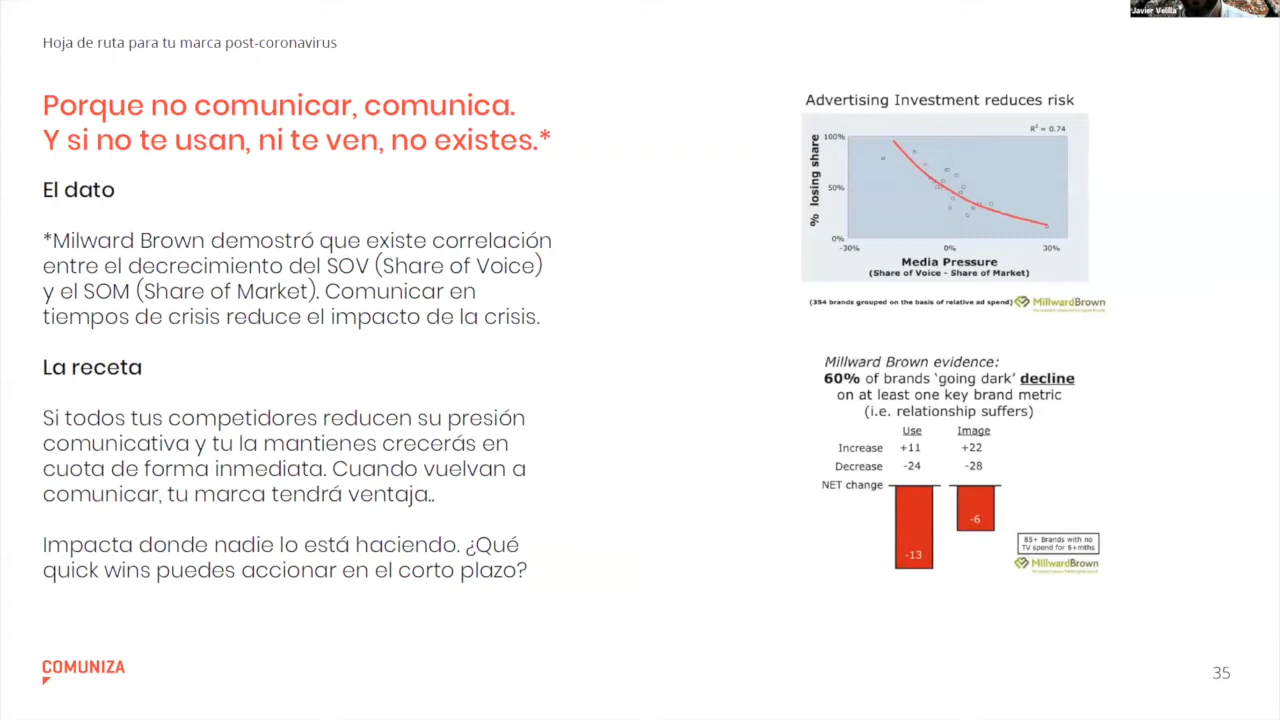 Javier Velilla
Hoja de ruta para tu marca post-coronavirus
Porque no comunicar, comunica.
Y si no te usan, ni te ven, no existes.*
El dato
*Milward Brown demostró que existe correlación
entre el decrecimiento del SOV (Share of Voice)
y el SOM (Share of Market). Comunicar en
tiempos de crisis reduce el impacto de la crisis.
La receta
Si todos tus competidores reducen su presión
comunicativa y tu la mantienes crecerás en
cuota de forma inmediata. Cuando vuelvan a
comunicar, tu marca tendrá ventaja..
Impacta donde nadie lo está haciendo. ¿Qué
quick wins puedes accionar en el corto plazo?
Advertising Investment reduces risk
R² = 0.74
% losing share
100%
50%
0%
-30% 0% 30%
Media Pressure
(Share of Voice - Share of Market)
(354 brands grouped on the basis of relative ad spend)
MillwardBrown
Millward Brown evidence:
60% of brands 'going dark' decline
on at least one key brand metric
(i.e. relationship suffers)
Use Image
Increase +11 +22
Decrease -24 -28
NET change
-13 -6
55+ Brands with no
TV spend for 6+mths
MillwardBrown
COMUNIZA
35